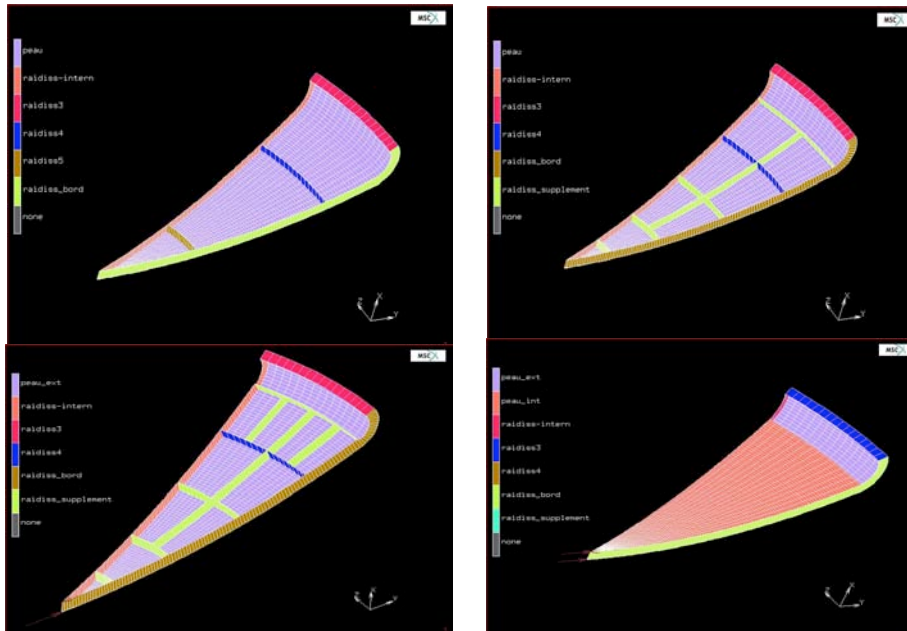 MSC
peau
raidiss-intern
raidiss3
raidiss4
raidiss5
raidiss_bord
none
Z
X
Y
MSC
peau
raidiss-intern
raidiss3
raidiss4
raidiss_bord
raidiss_supplement
none
Z
X
Y
MSC
peau_ext
raidiss-intern
raidiss3
raidiss4
raidiss_bord
raidiss_supplement
none
Z
X
Y
MSC
peau_ext
peau_int
raidiss-intern
raidiss3
raidiss4
raidiss_bord
raidiss_supplement
none
Z
X
Y